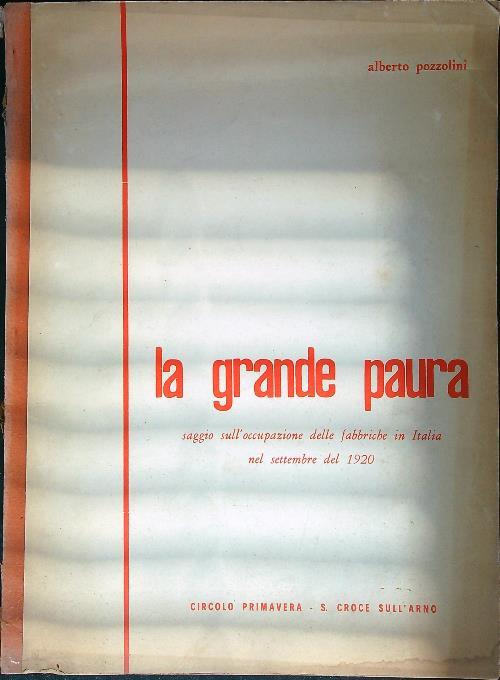 alberto pozzolini
la grande paura
saggio sull'occupazione delle fabbriche in Italia
nel settembre del 1920
CIRCOLO PRIMAVERA - S. CROCE SULL'ARNO